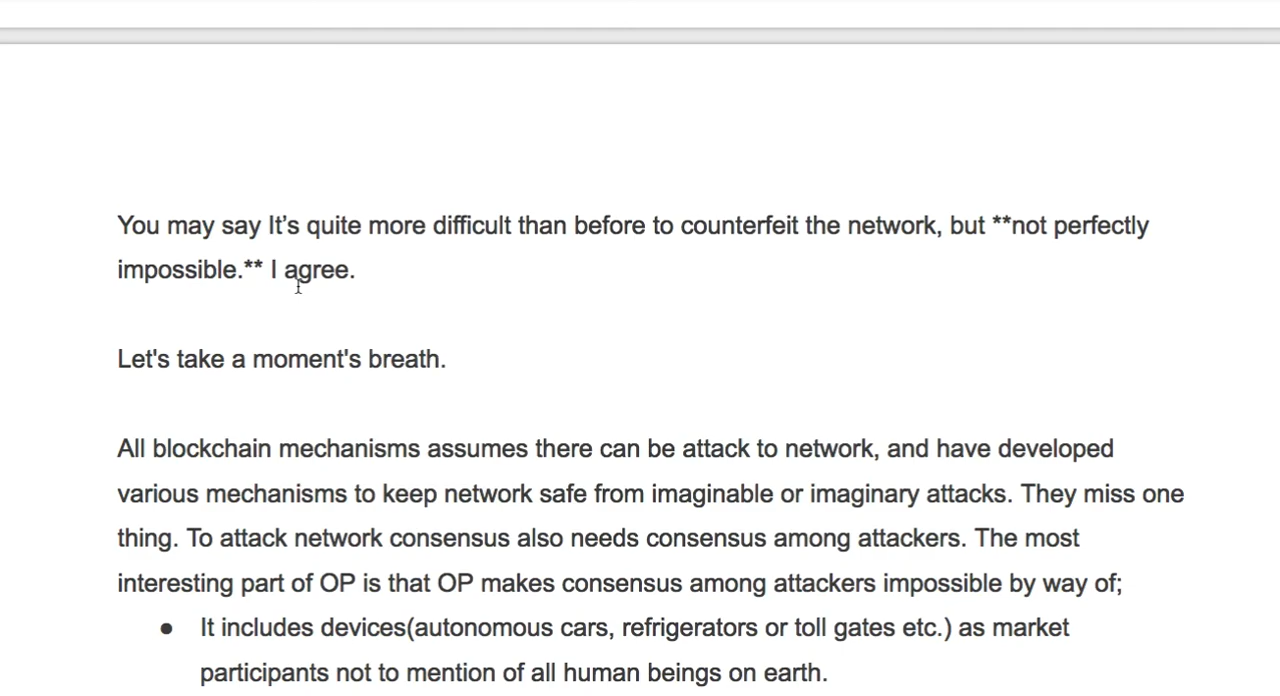 You may say It’s quite more difficult than before to counterfeit the network, but **not perfectly
impossible.** I agree.
Let's take a moment's breath.
All blockchain mechanisms assumes there can be attack to network, and have developed
various mechanisms to keep network safe from imaginable or imaginary attacks. They miss one
thing. To attack network consensus also needs consensus among attackers. The most
interesting part of OP is that OP makes consensus among attackers impossible by way of;
● It includes devices(autonomous cars, refrigerators or toll gates etc.) as market
participants not to mention of all human beings on earth.